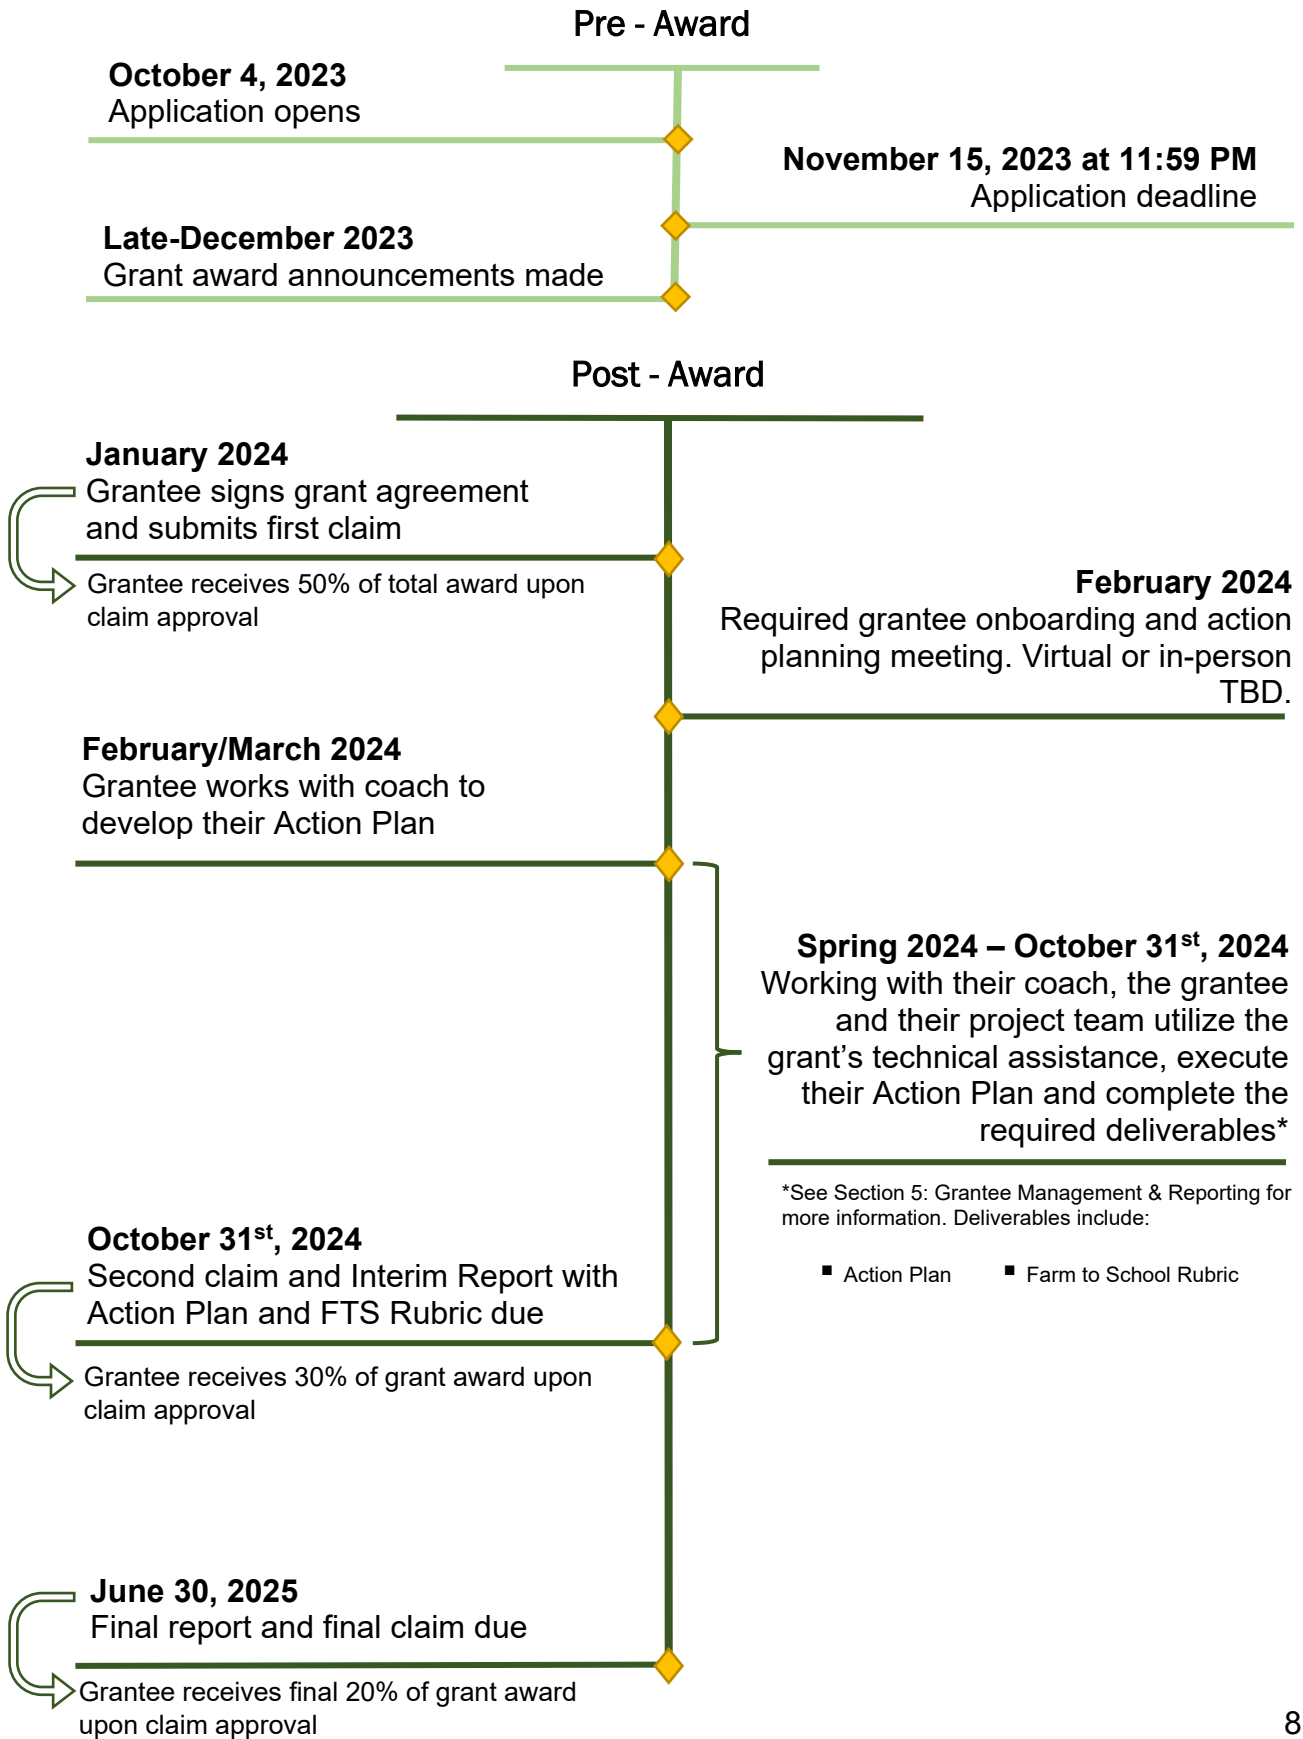 Pre - Award
October 4, 2023
Application opens
November 15, 2023 at 11:59 PM
Application deadline
Late-December 2023
Grant award announcements made
Post - Award
January 2024
Grantee signs grant agreement
and submits first claim
Grantee receives 50% of total award upon
claim approval
February 2024
Required grantee onboarding and action
planning meeting. Virtual or in-person
TBD.
February/March 2024
Grantee works with coach to
develop their Action Plan
Spring 2024 – October 31st, 2024
Working with their coach, the grantee
and their project team utilize the
grant’s technical assistance, execute
their Action Plan and complete the
required deliverables*
*See Section 5: Grantee Management & Reporting for
more information. Deliverables include:
▪ Action Plan ▪ Farm to School Rubric
October 31st, 2024
Second claim and Interim Report with
Action Plan and FTS Rubric due
Grantee receives 30% of grant award upon
claim approval
June 30, 2025
Final report and final claim due
Grantee receives final 20% of grant award
upon claim approval
8